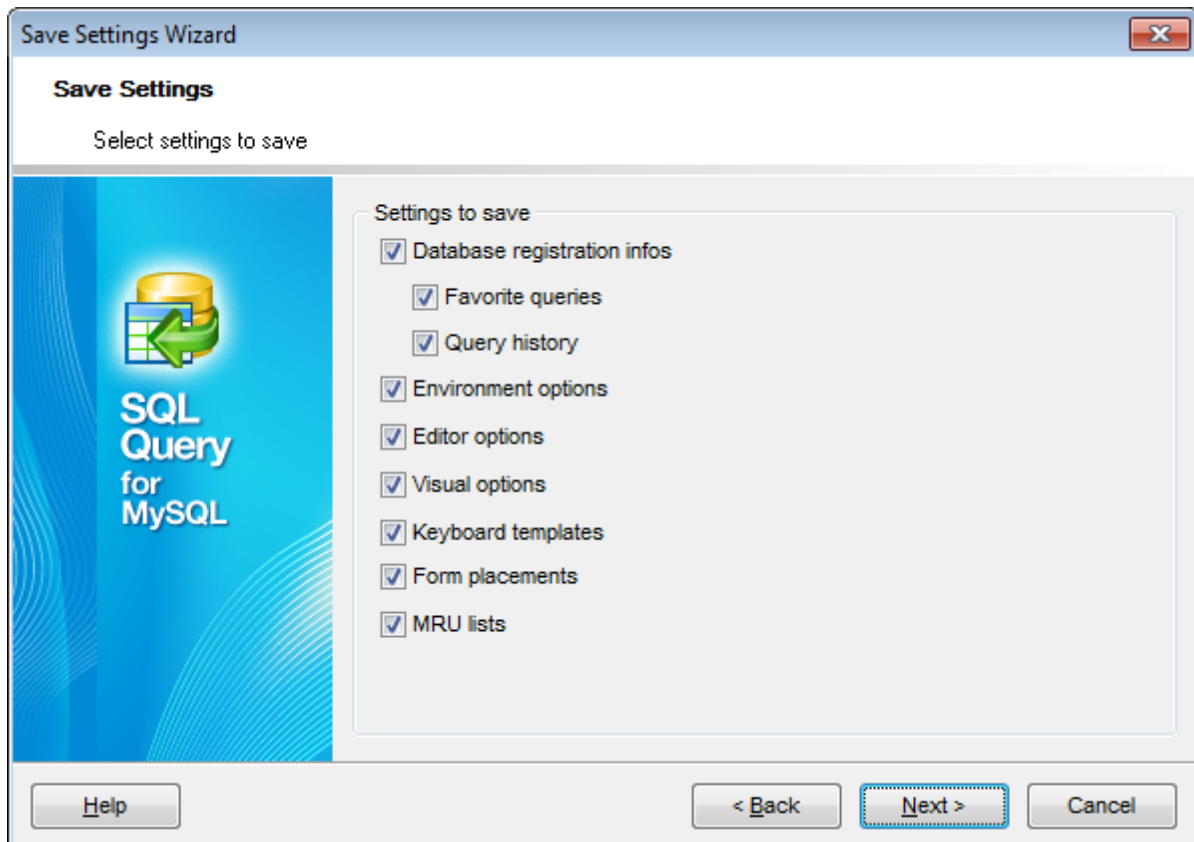 Save Settings Wizard
Save Settings
Select settings to save
SQL
Query
for
MySQL
Settings to save
Database registration infos
Favorite queries
Query history
Environment options
Editor options
Visual options
Keyboard templates
Form placements
MRU lists
Help
< Back
Next >
Cancel